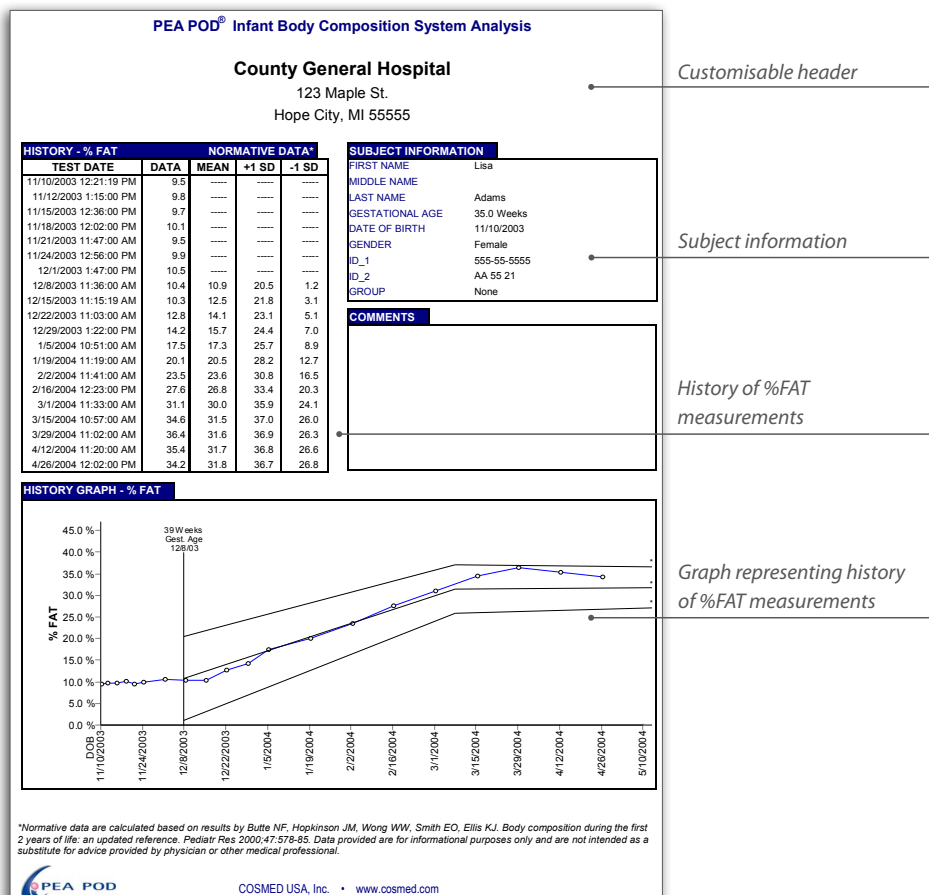 PEA POD® Infant Body Composition System Analysis
County General Hospital
123 Maple St.
Hope City, MI 55555
Customisable header
HISTORY - % FAT NORMATIVE DATA*
TEST DATE DATA MEAN +1 SD -1 SD
11/10/2003 12:21:19 PM 9.5 ----- ----- -----
11/12/2003 1:15:00 PM 9.8 ----- ----- -----
11/15/2003 12:36:00 PM 9.7 ----- ----- -----
11/18/2003 12:02:00 PM 10.1 ----- ----- -----
11/21/2003 11:47:00 AM 9.5 ----- ----- -----
11/24/2003 12:56:00 PM 9.9 ----- ----- -----
12/1/2003 1:47:00 PM 10.5 ----- ----- -----
12/8/2003 11:36:00 AM 10.4 10.9 20.5 1.2
12/15/2003 11:15:19 AM 10.3 12.5 21.8 3.1
12/22/2003 11:03:00 AM 12.8 14.1 23.1 5.1
12/29/2003 1:22:00 PM 14.2 15.7 24.4 7.0
1/5/2004 10:51:00 AM 17.5 17.3 25.7 8.9
1/19/2004 11:19:00 AM 20.1 20.5 28.2 12.7
2/2/2004 11:41:00 AM 23.5 23.6 30.8 16.5
2/16/2004 12:23:00 PM 27.6 26.8 33.4 20.3
3/1/2004 11:33:00 AM 31.1 30.0 35.9 24.1
3/15/2004 10:57:00 AM 34.6 31.5 37.0 26.0
3/29/2004 11:02:00 AM 36.4 31.6 36.9 26.3
4/12/2004 11:20:00 AM 35.4 31.7 36.8 26.6
4/26/2004 12:02:00 PM 34.2 31.8 36.7 26.8
SUBJECT INFORMATION
FIRST NAME Lisa
MIDDLE NAME
LAST NAME Adams
GESTATIONAL AGE 35.0 Weeks
DATE OF BIRTH 11/10/2003
GENDER Female
ID_1 555-55-5555
ID_2 AA 55 21
GROUP None
Subject information
COMMENTS
History of %FAT
measurements
HISTORY GRAPH - % FAT
39 Weeks
Gest. Age
12/8/03
% FAT
45.0 %
40.0 %
35.0 %
30.0 %
25.0 %
20.0 %
15.0 %
10.0 %
5.0 %
0.0 %
DOB
11/10/2003
11/24/2003
12/8/2003
12/22/2003
1/5/2004
1/19/2004
2/2/2004
2/16/2004
3/1/2004
3/15/2004
3/29/2004
4/12/2004
4/26/2004
5/10/2004
Graph representing history
of %FAT measurements
*Normative data are calculated based on results by Butte NF, Hopkinson JM, Wong WW, Smith EO, Ellis KJ. Body composition during the first
2 years of life: an updated reference. Pediatr Res 2000;47:578-85. Data provided are for informational purposes only and are not intended as a
substitute for advice provided by physician or other medical professional.
PEA POD
COSMED USA, Inc. • www.cosmed.com